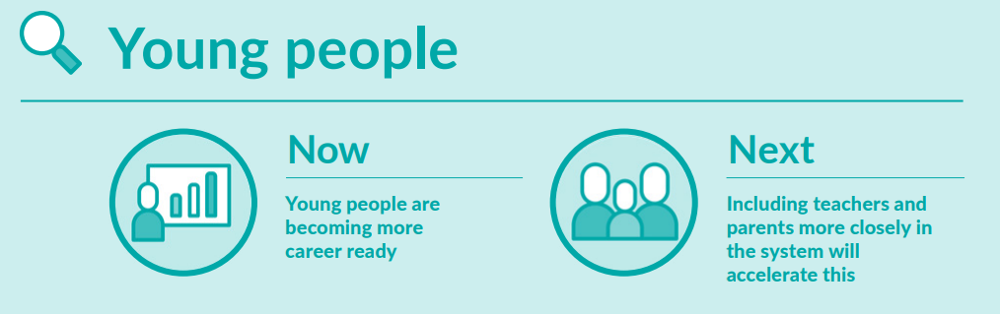 Young people
Now
Young people are
becoming more
career ready
Next
Including teachers and
parents more closely in
the system will
accelerate this